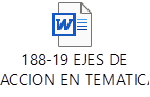 W
188-19 EJES DE
ACCION EN TEMATICA